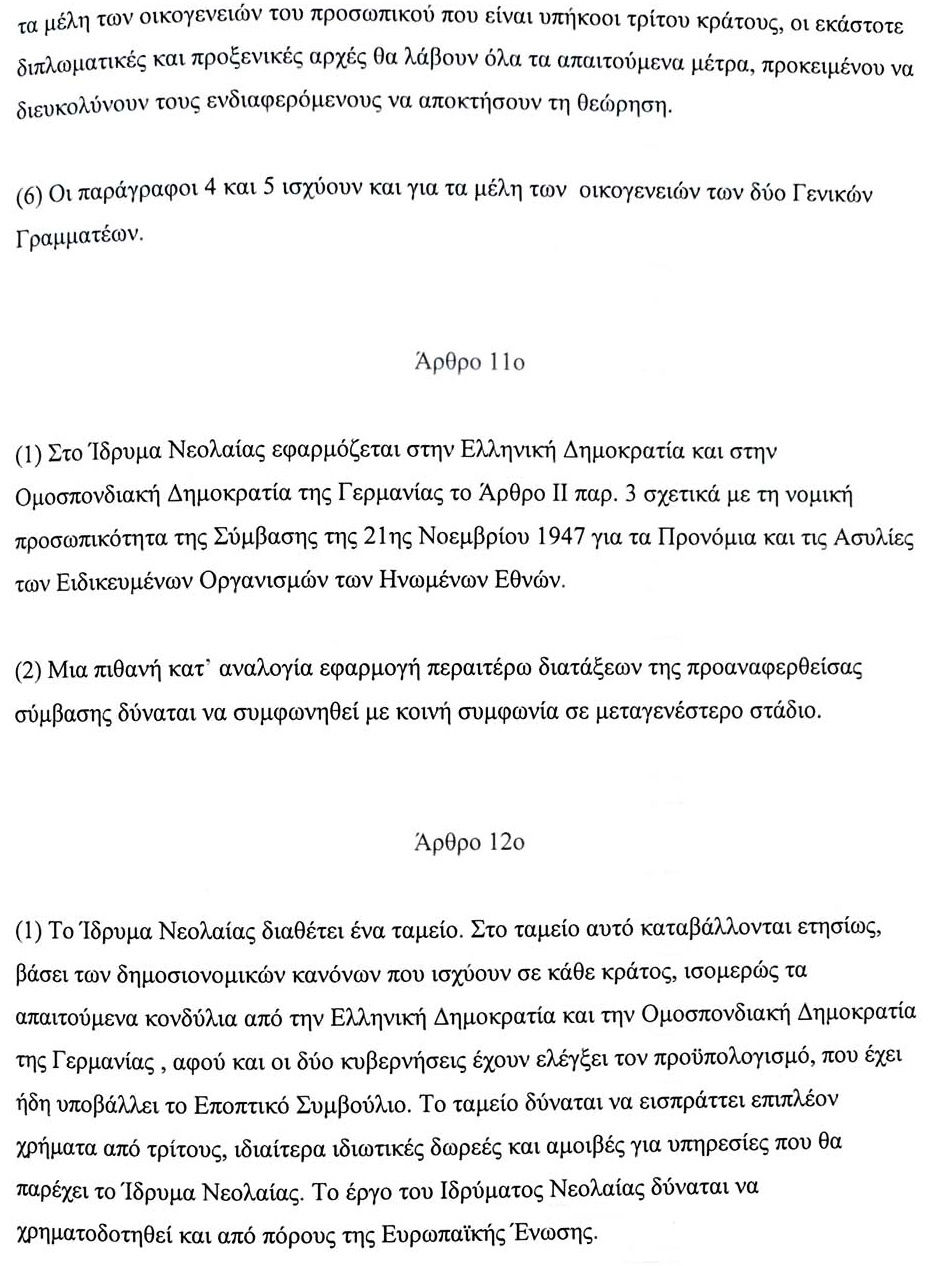 τα μέλη των οικογενειών του προσωπικού που είναι υπήκοοι τρίτου κράτους, οι εκάστοτε
διπλωματικές και προξενικές αρχές θα λάβουν όλα τα απαιτούμενα μέτρα, προκειμένου να
διευκολύνουν τους ενδιαφερόμενους να αποκτήσουν τη θεώρηση.
(6) Οι παράγραφοι 4 και 5 ισχύουν και για τα μέλη των  οικογενειών των δύο Γενικών
Γραμματέων.
Άρθρο 11ο
(1) Στο Ίδρυμα Νεολαίας εφαρμόζεται στην Ελληνική Δημοκρατία και στην
Ομοσπονδιακή Δημοκρατία της Γερμανίας το Άρθρο ΙΙ παρ. 3 σχετικά με τη νομική
προσωπικότητα της Σύμβασης της 21ης Νοεμβρίου 1947 για τα Προνόμια και τις Ασυλίες
των Ειδικευμένων Οργανισμών των Ηνωμένων Εθνών.
(2) Μια πιθανή κατ᾽ αναλογία εφαρμογή περαιτέρω διατάξεων της προαναφερθείσας
σύμβασης δύναται να συμφωνηθεί με κοινή συμφωνία σε μεταγενέστερο στάδιο.
Άρθρο 12ο
(1) Το Ίδρυμα Νεολαίας διαθέτει ένα ταμείο. Στο ταμείο αυτό καταβάλλονται ετησίως,
βάσει των δημοσιονομικών κανόνων που ισχύουν σε κάθε κράτος, ισομερώς τα
απαιτούμενα κονδύλια από την Ελληνική Δημοκρατία και την Ομοσπονδιακή Δημοκρατία
της Γερμανίας , αφού και οι δύο κυβερνήσεις έχουν ελέγξει τον προϋπολογισμό, που έχει
ήδη υποβάλλει το Εποπτικό Συμβούλιο. Το ταμείο δύναται να εισπράττει επιπλέον
χρήματα από τρίτους, ιδιαίτερα ιδιωτικές δωρεές και αμοιβές για υπηρεσίες που θα
παρέχει το Ίδρυμα Νεολαίας. Το έργο του Ιδρύματος Νεολαίας δύναται να
χρηματοδοτηθεί και από πόρους της Ευρωπαϊκής Ένωσης.